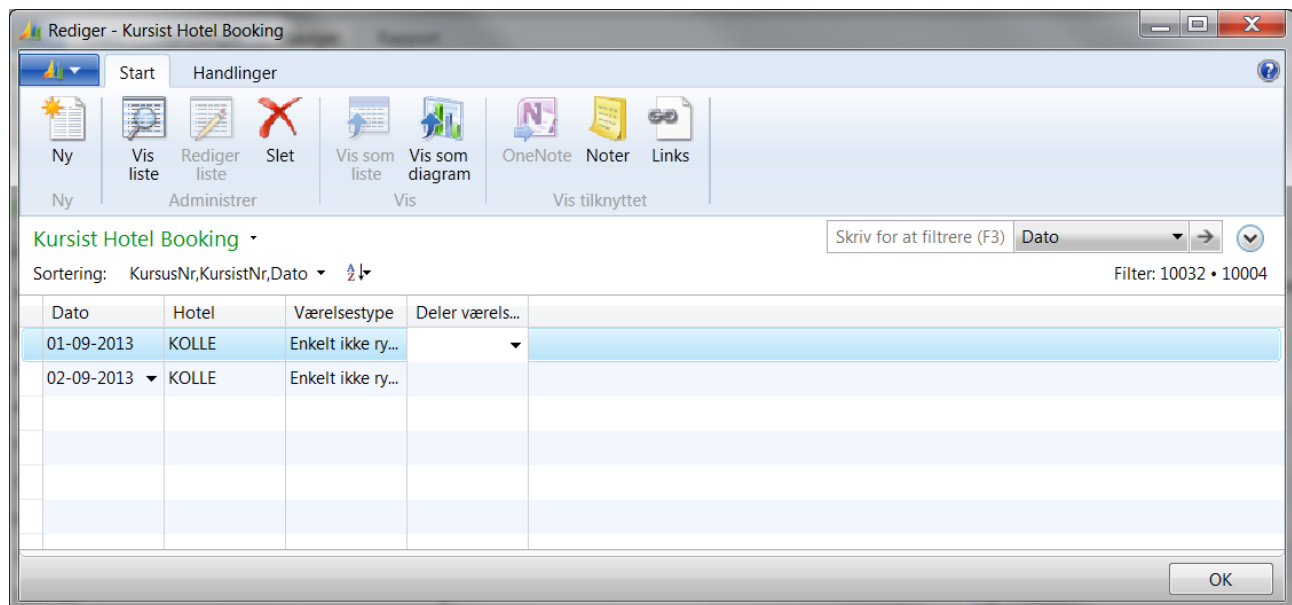 Rediger - Kursist Hotel Booking
Start Handlinger
Ny Vis liste Rediger liste Slet Vis som liste Vis som diagram OneNote Noter Links
Ny Administrer Vis Vis tilknyttet
Kursist Hotel Booking Skriv for at filtrere (F3) Dato
Sortering: KursusNr,KursistNr,Dato Filter: 10032 • 10004
Dato Hotel Værelsestype Deler værels...
01-09-2013 KOLLE Enkelt ikke ry...
02-09-2013 KOLLE Enkelt ikke ry...
OK